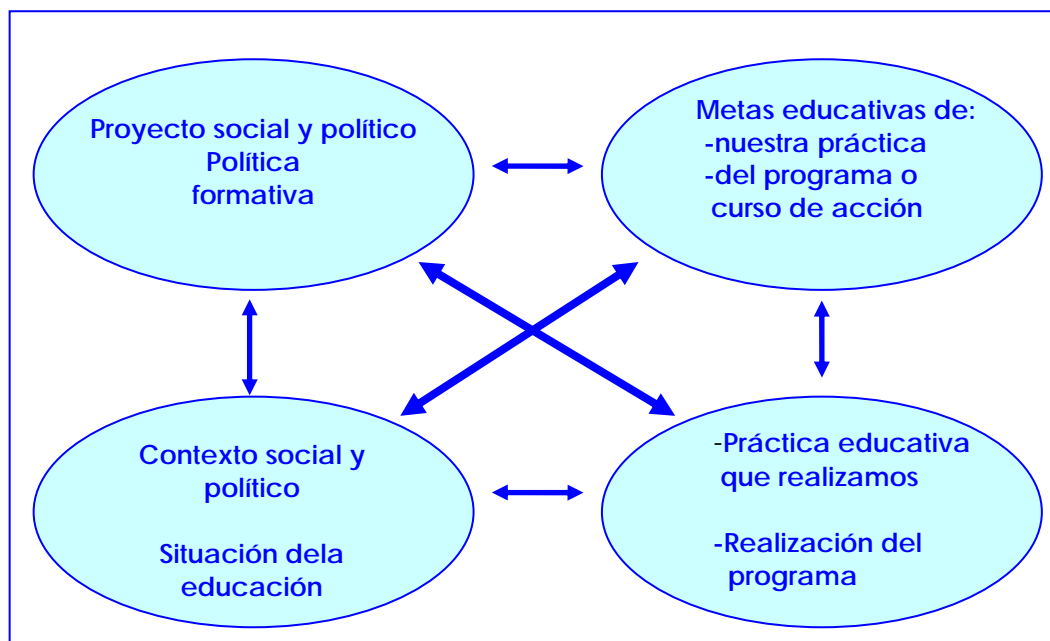 Proyecto social y político
Política
formativa
Metas educativas de:
-nuestra práctica
-del programa o
curso de acción
Contexto social y
político
Situación dela
educación
-Práctica educativa
que realizamos
-Realización del
programa